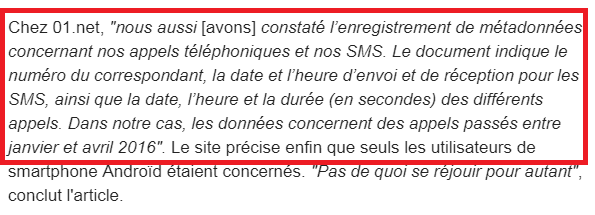 Chez 01.net, "nous aussi [avons] constaté l’enregistrement de métadonnées
concernant nos appels téléphoniques et nos SMS. Le document indique le
numéro du correspondant, la date et l’heure d’envoi et de réception pour les
SMS, ainsi que la date, l’heure et la durée (en secondes) des différents
appels. Dans notre cas, les données concernent des appels passés entre
janvier et avril 2016". Le site précise enfin que seuls les utilisateurs de
smartphone Androïd étaient concernés. "Pas de quoi se réjouir pour autant",
conclut l'article.